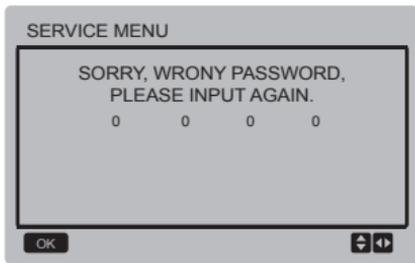 SERVICE MENU
SORRY, WRONY PASSWORD,
PLEASE INPUT AGAIN.
0 0 0 0
OK